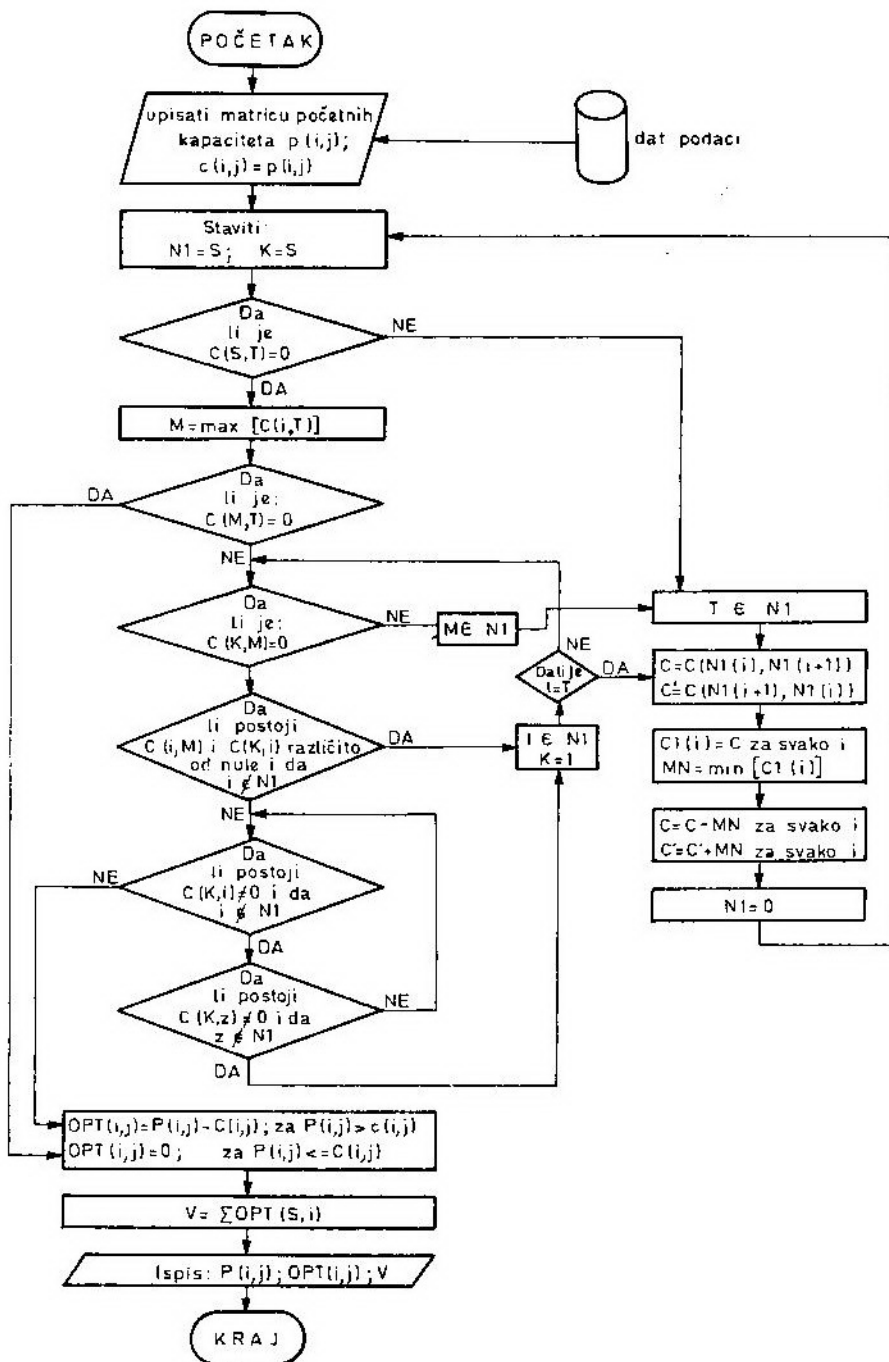 POČETAK
upisati matricu početnih
kapaciteta p(i,j);
c(i,j)=p(i,j)
dat podaci
Staviti:
N1=S; K=S
Da
li je
C(S,T)=0
NE
DA
M=max [C(i,T)]
Da
li je:
C(M,T)=0
DA
NE
Da
li je:
C(K,M)=0
NE
M∈ N1
T ∈ N1
NE
Da li je
i=T
DA
C=C(N1(i),N1(i+1))
C'=C(N1(i+1), N1(i))
Da
li postoji
C(i,M) i C(K,i) različito
od nule i da
i ∉ N1
DA
I ∈ N1
K=1
C1(i)=C za svako i
MN=min [C1(i)]
NE
C=C-MN za svako i
C'=C'+MN za svako i
Da
li postoji
C(K,i)≠0 i da
i ∉ N1
NE
DA
N1=0
Da
li postoji
C(K,z)≠0 i da
z ∉ N1
NE
DA
OPT(i,j)=P(i,j)-C(i,j); za P(i,j)>c(i,j)
OPT(i,j)=0; za P(i,j)<=C(i,j)
V= ΣOPT(S,i)
Ispis: P(i,j); OPT(i,j); V
KRAJ